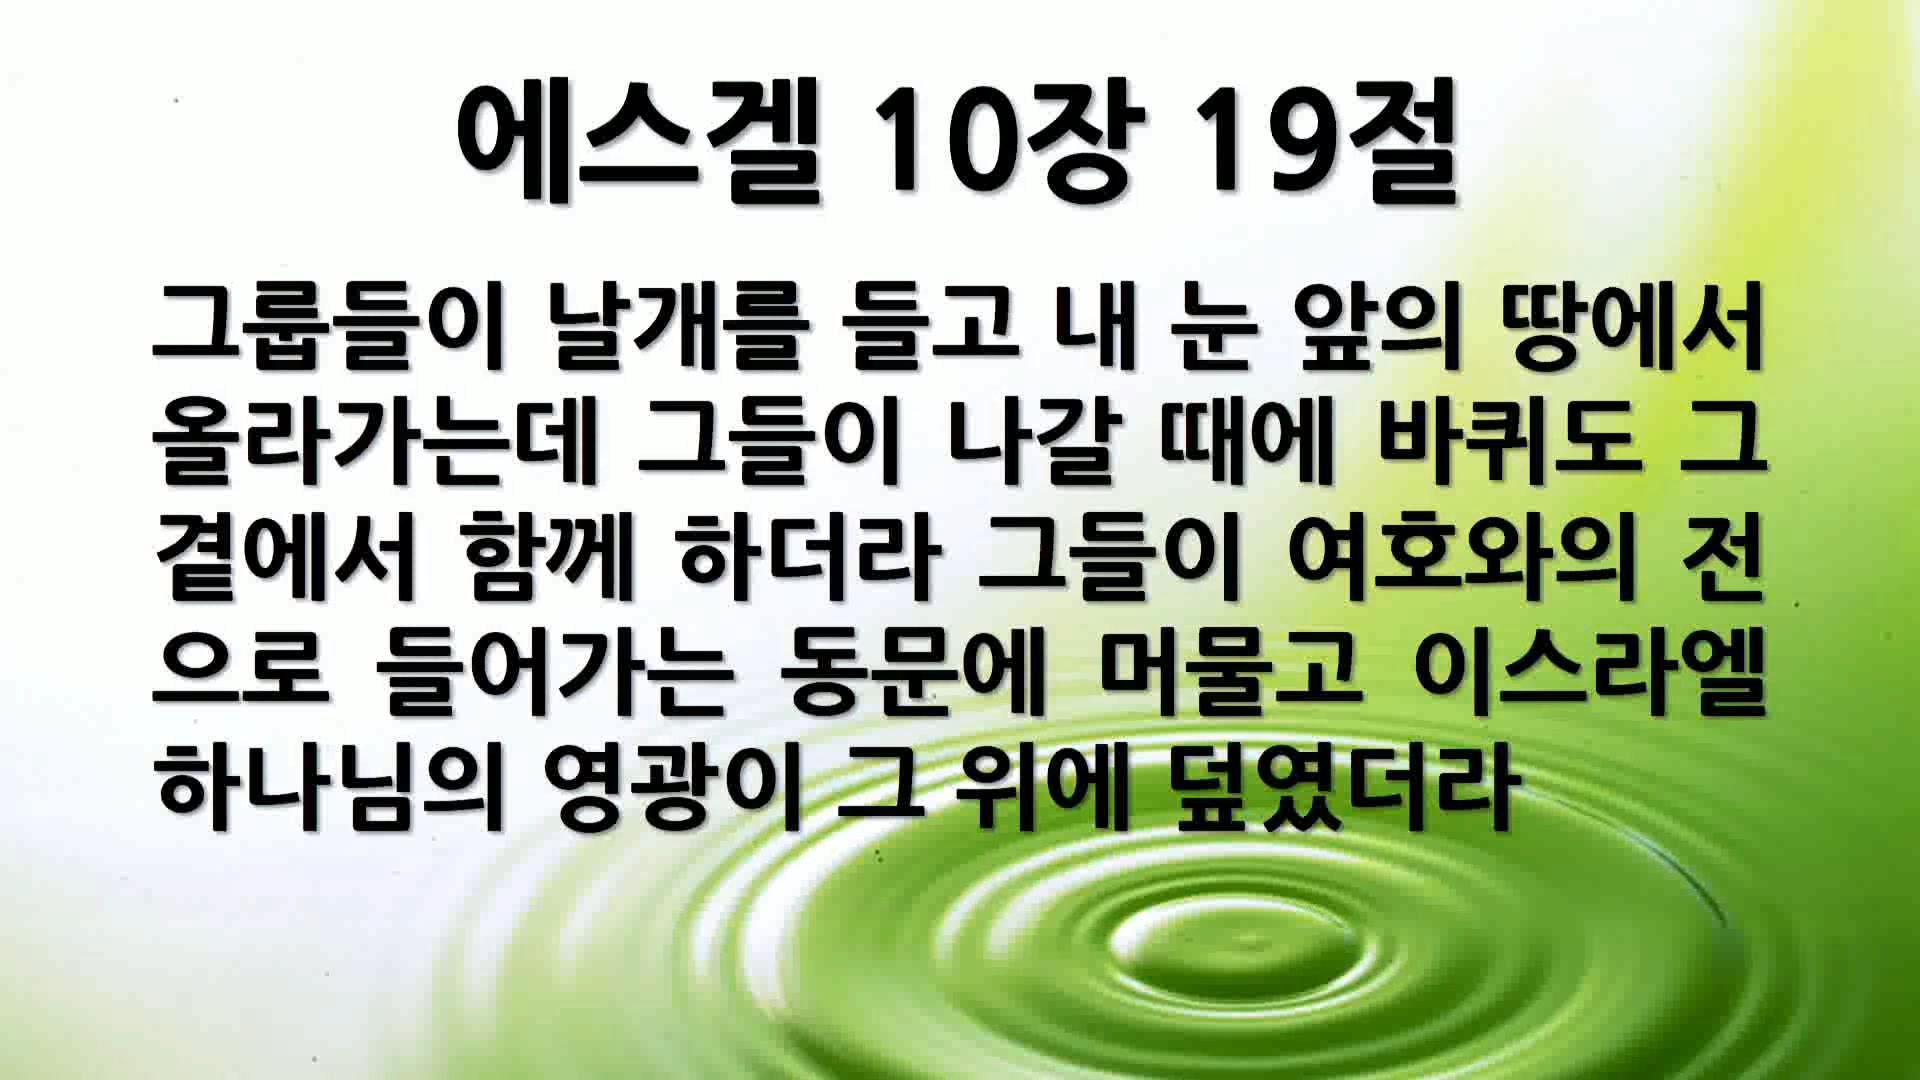 에스겔 10장 19절
그룹들이 날개를 들고 내 눈 앞의 땅에서
올라가는데 그들이 나갈 때에 바퀴도 그
곁에서 함께 하더라 그들이 여호와의 전
으로 들어가는 동문에 머물고 이스라엘
하나님의 영광이 그 위에 덮였더라